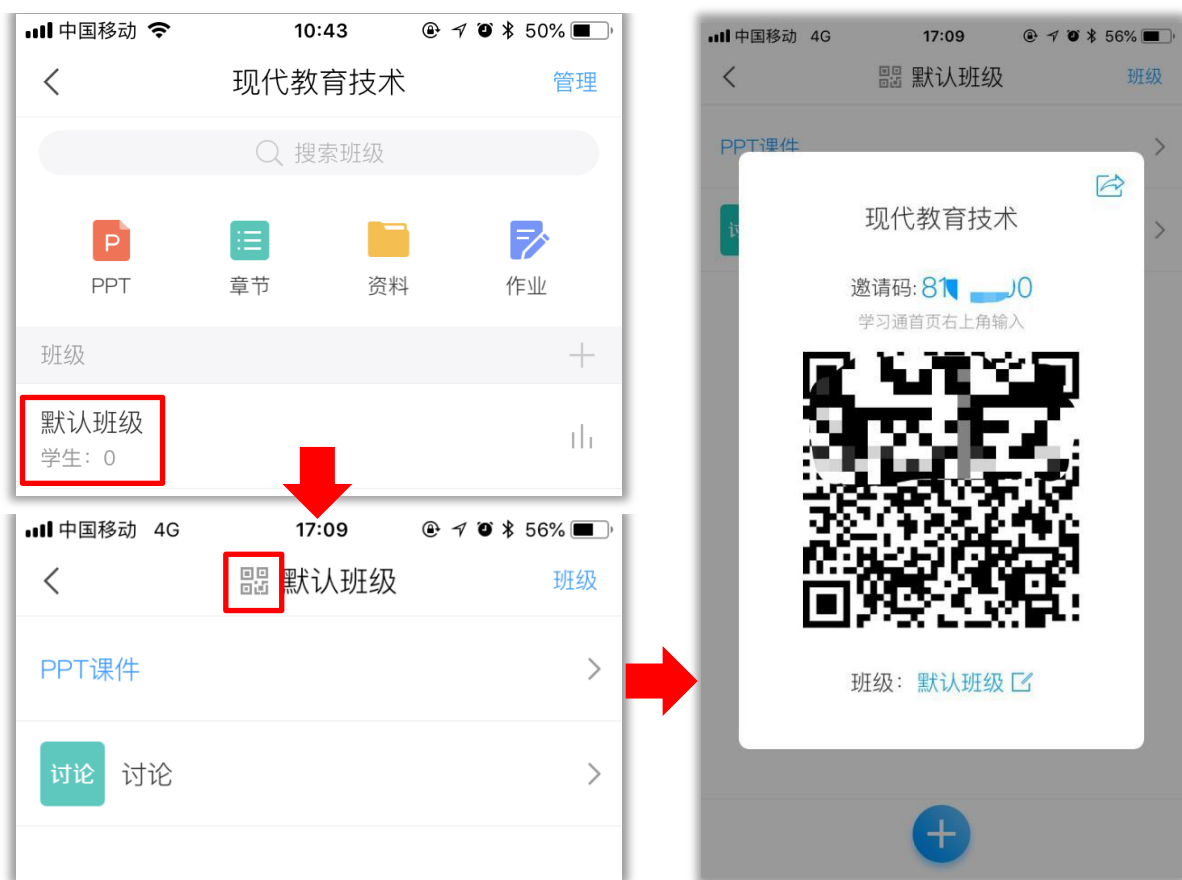 中国移动 10:43 50%
现代教育技术 管理
搜索班级
P
PPT 章节 资料 作业
班级
默认班级
学生：0
中国移动 4G 17:09 56%
默认班级 班级
PPT课件
讨论 讨论
中国移动 4G 17:09 56%
默认班级 班级
PPT课件
现代教育技术
邀请码:
学习通首页右上角输入
班级：默认班级